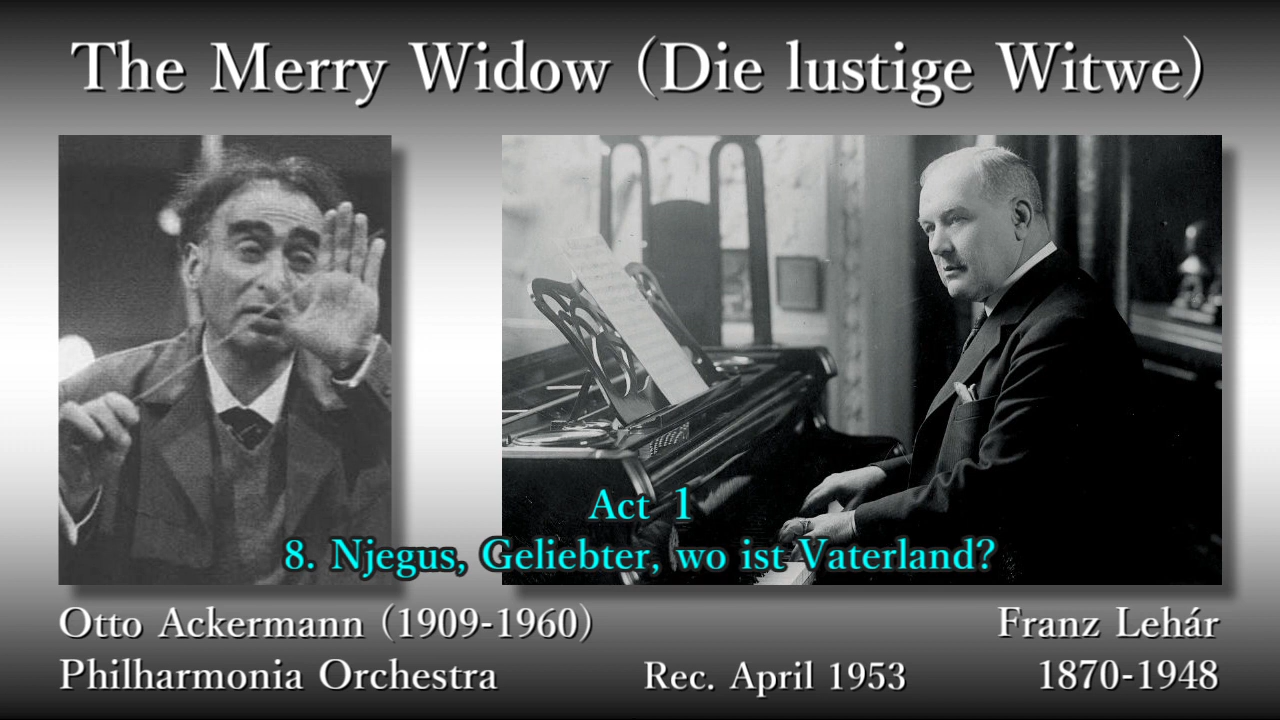 The Merry Widow (Die lustige Witwe)
Act 1
8. Njegus, Geliebter, wo ist Vaterland?
Otto Ackermann (1909-1960)
Franz Lehár
Philharmonia Orchestra
Rec. April 1953
1870-1948